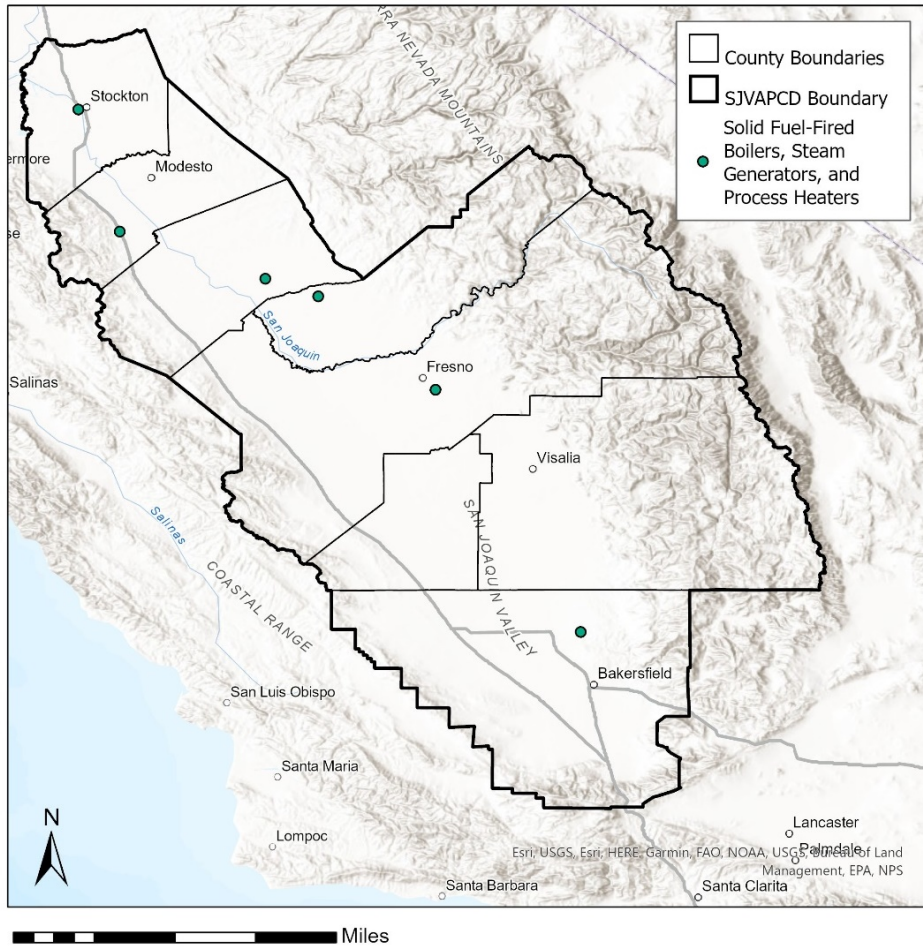 SIERRA NEVADA MOUNTAINS
County Boundaries
SJVAPCD Boundary
Solid Fuel-Fired
Boilers, Steam
Generators, and
Process Heaters
Stockton
ermore
Modesto
se
San Joaquin
Fresno
Salinas
Visalia
Salinas
SAN JOAQUIN VALLEY
COASTAL RANGE
Bakersfield
San Luis Obispo
Santa Maria
Lompoc
N
Lancaster
Palmdale
Esri, USGS, Esri, HERE, Garmin, FAO, NOAA, USGS, Bureau of Land
Management, EPA, NPS
Santa Barbara
Santa Clarita
Miles